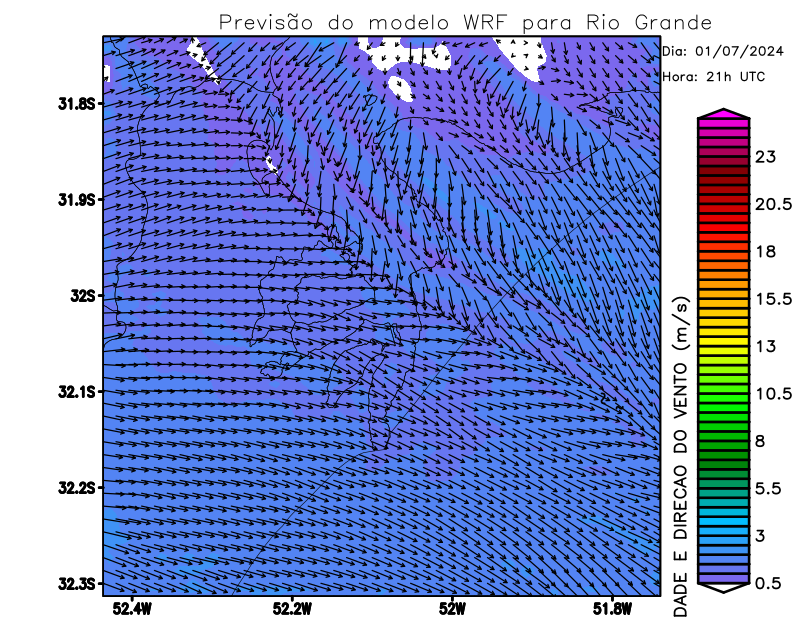 Previsão do modelo WRF para Rio Grande
Dia: 01/07/2024
Hora: 21h UTC
31.8S
31.9S
32S
32.1S
32.2S
32.3S
52.4W
52.2W
52W
51.8W
23
20.5
18
15.5
13
10.5
8
5.5
3
0.5
DADE E DIRECAO DO VENTO (m/s)